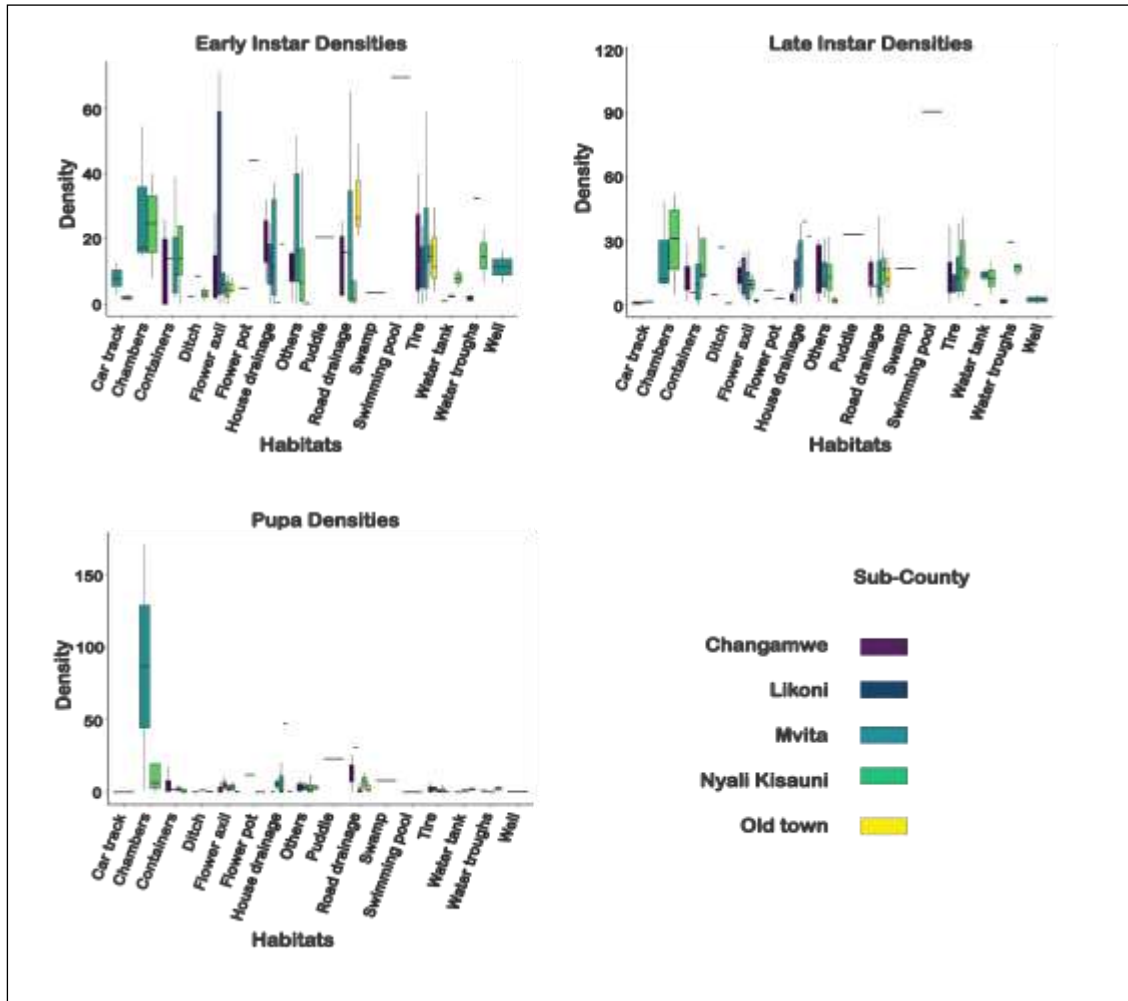 Early Instar Densities
Density
60
40
20
0
Car track
Chambers
Containers
Ditch
Flower axil
Flower pot
House drainage
Others
Puddle
Road drainage
Swamp
Swimming pool
Tire
Water tank
Water troughs
Well
Habitats
Late Instar Densities
Density
120
90
60
30
0
Car track
Chambers
Containers
Ditch
Flower axil
Flower pot
House drainage
Others
Puddle
Road drainage
Swamp
Swimming pool
Tire
Water tank
Water troughs
Well
Habitats
Pupa Densities
Density
150
100
50
0
Car track
Chambers
Containers
Ditch
Flower axil
Flower pot
House drainage
Others
Puddle
Road drainage
Swamp
Swimming pool
Tire
Water tank
Water troughs
Well
Habitats
Sub-County
Changamwe
Likoni
Mvita
Nyali Kisauni
Old town